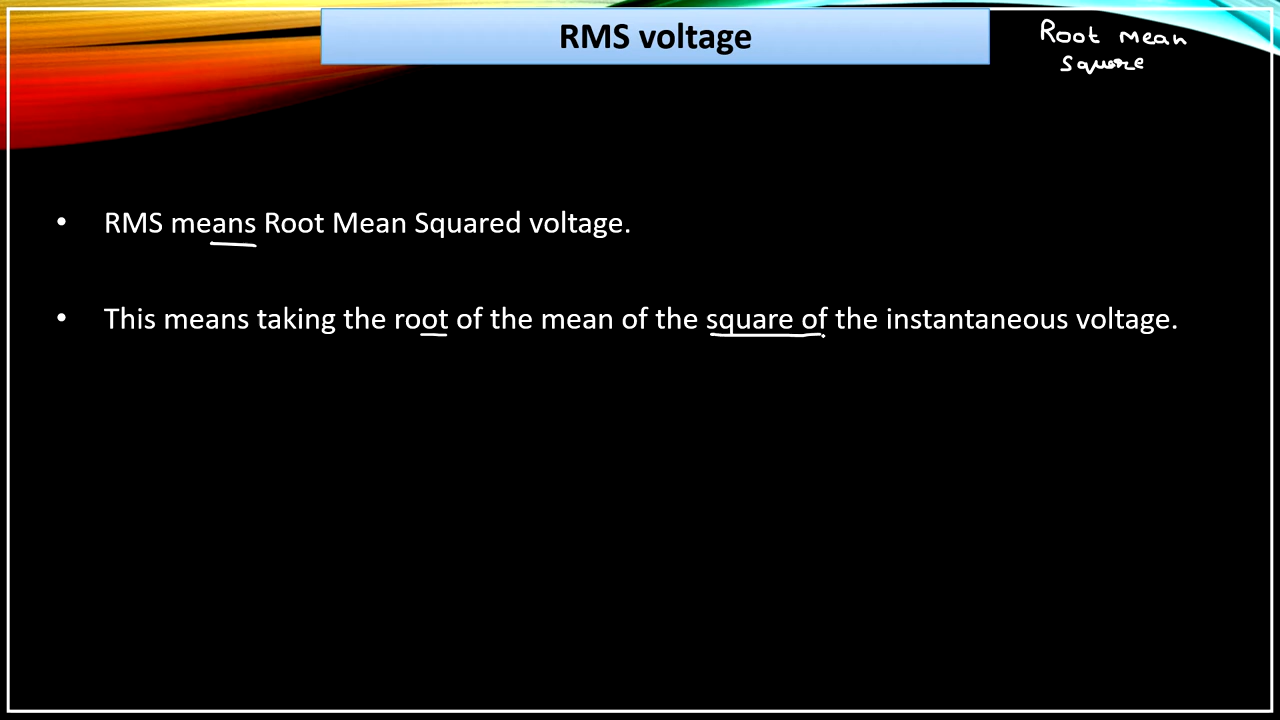 RMS voltage
Root mean
square
• RMS means Root Mean Squared voltage.
• This means taking the root of the mean of the square of the instantaneous voltage.